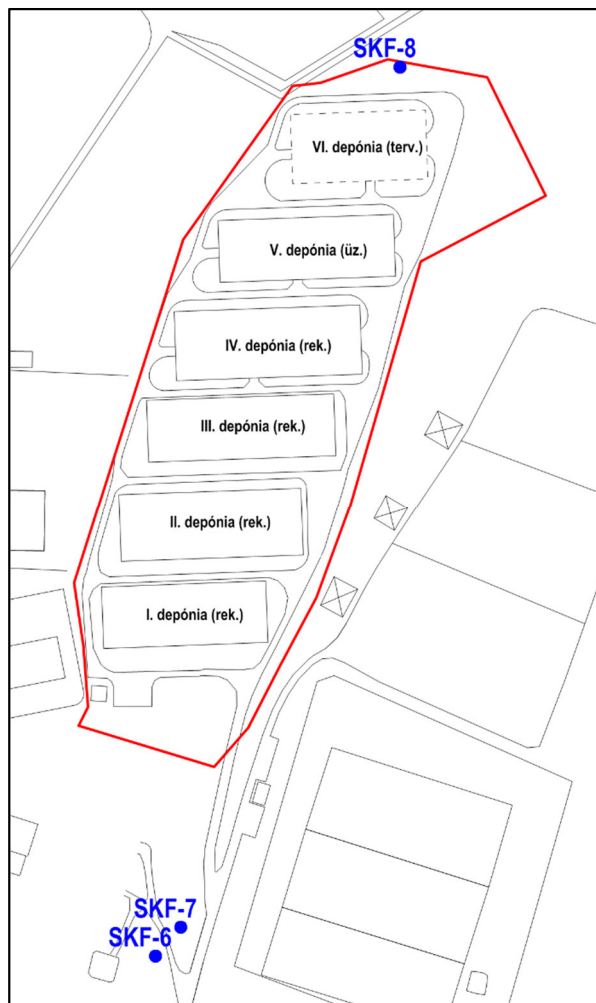 SKF-8
VI. depónia (terv.)
V. depónia (üz.)
IV. depónia (rek.)
III. depónia (rek.)
II. depónia (rek.)
I. depónia (rek.)
SKF-7
SKF-6